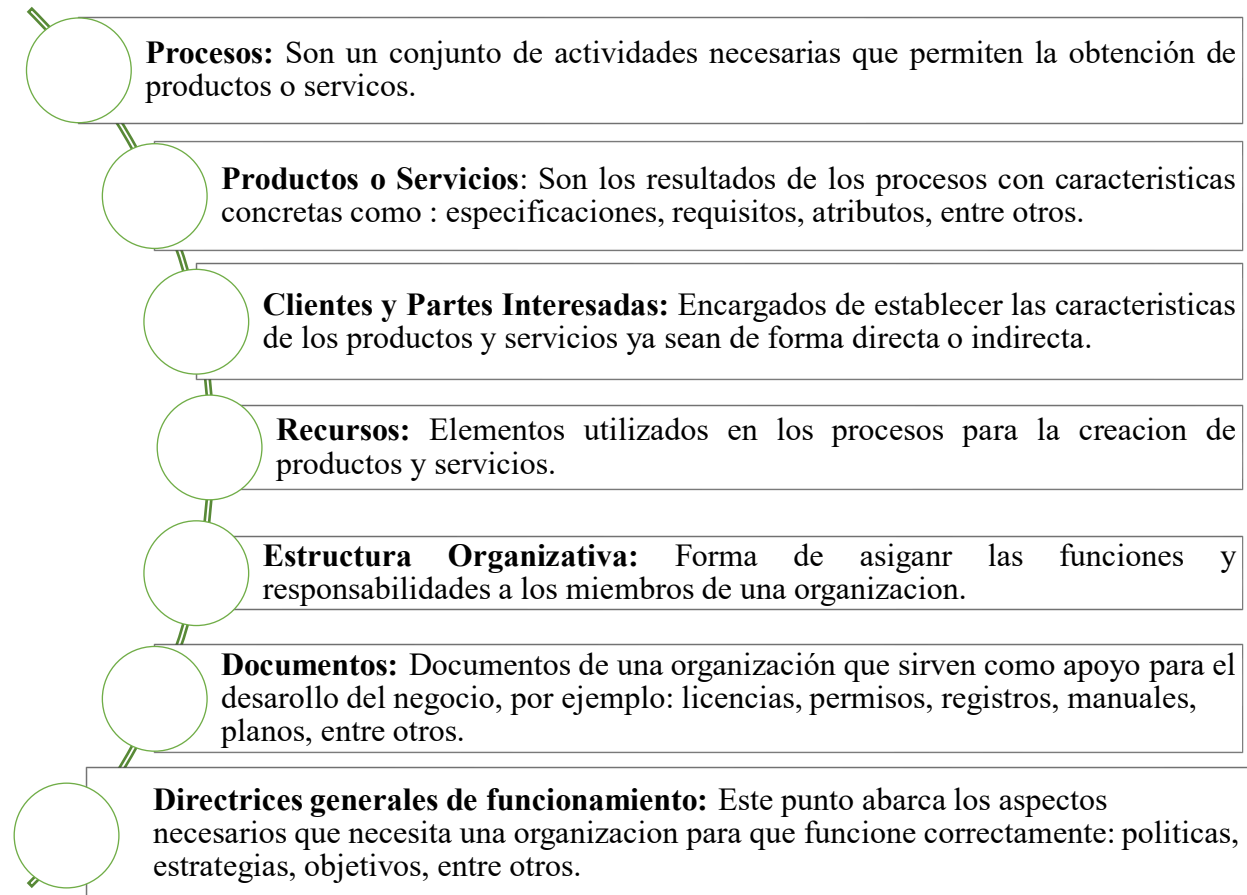 Procesos: Son un conjunto de actividades necesarias que permiten la obtención de
productos o servicos.
Productos o Servicios: Son los resultados de los procesos con caracteristicas
concretas como : especificaciones, requisitos, atributos, entre otros.
Clientes y Partes Interesadas: Encargados de establecer las caracteristicas
de los productos y servicios ya sean de forma directa o indirecta.
Recursos: Elementos utilizados en los procesos para la creacion de
productos y servicios.
Estructura Organizativa: Forma de asiganr las funciones y
responsabilidades a los miembros de una organizacion.
Documentos: Documentos de una organización que sirven como apoyo para el
desarollo del negocio, por ejemplo: licencias, permisos, registros, manuales,
planos, entre otros.
Directrices generales de funcionamiento: Este punto abarca los aspectos
necesarios que necesita una organizacion para que funcione correctamente: politicas,
estrategias, objetivos, entre otros.